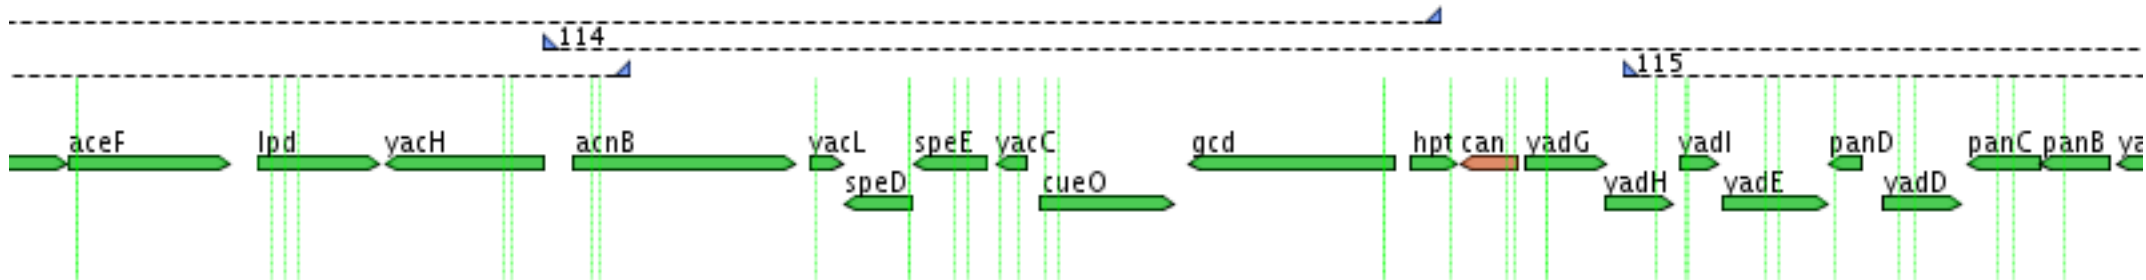 114
115
aceF lpd yacH acnB yacL speE yacC gcd hpt can yadG yadI panD panC panB ya
speD cueO yadH yadE yadD